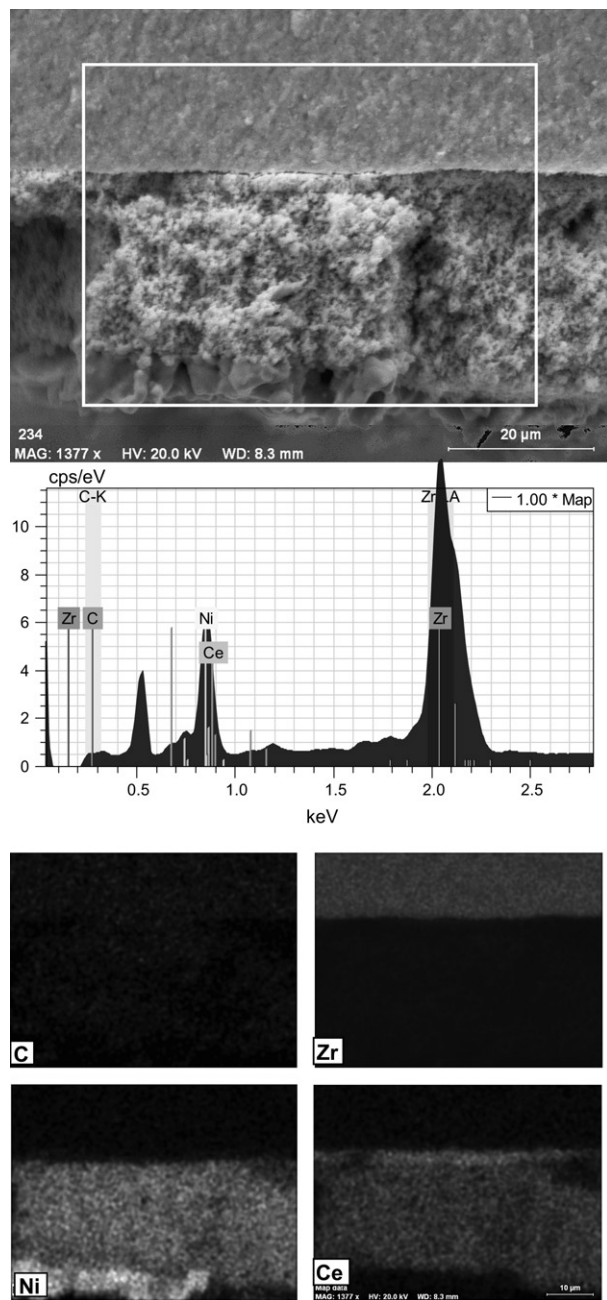 234
20 µm
MAG: 1377 x HV: 20.0 kV WD: 8.3 mm
cps/eV
C-K
Zr LA
1.00 * Map
10
8
6
4
2
0
Zr
C
Ni
Ce
Zr
0.5
1.0
1.5
2.0
2.5
keV
C
Zr
Ni
Ce
Map data
MAG: 1377 x HV: 20.0 kV WD: 8.3 mm
10 µm